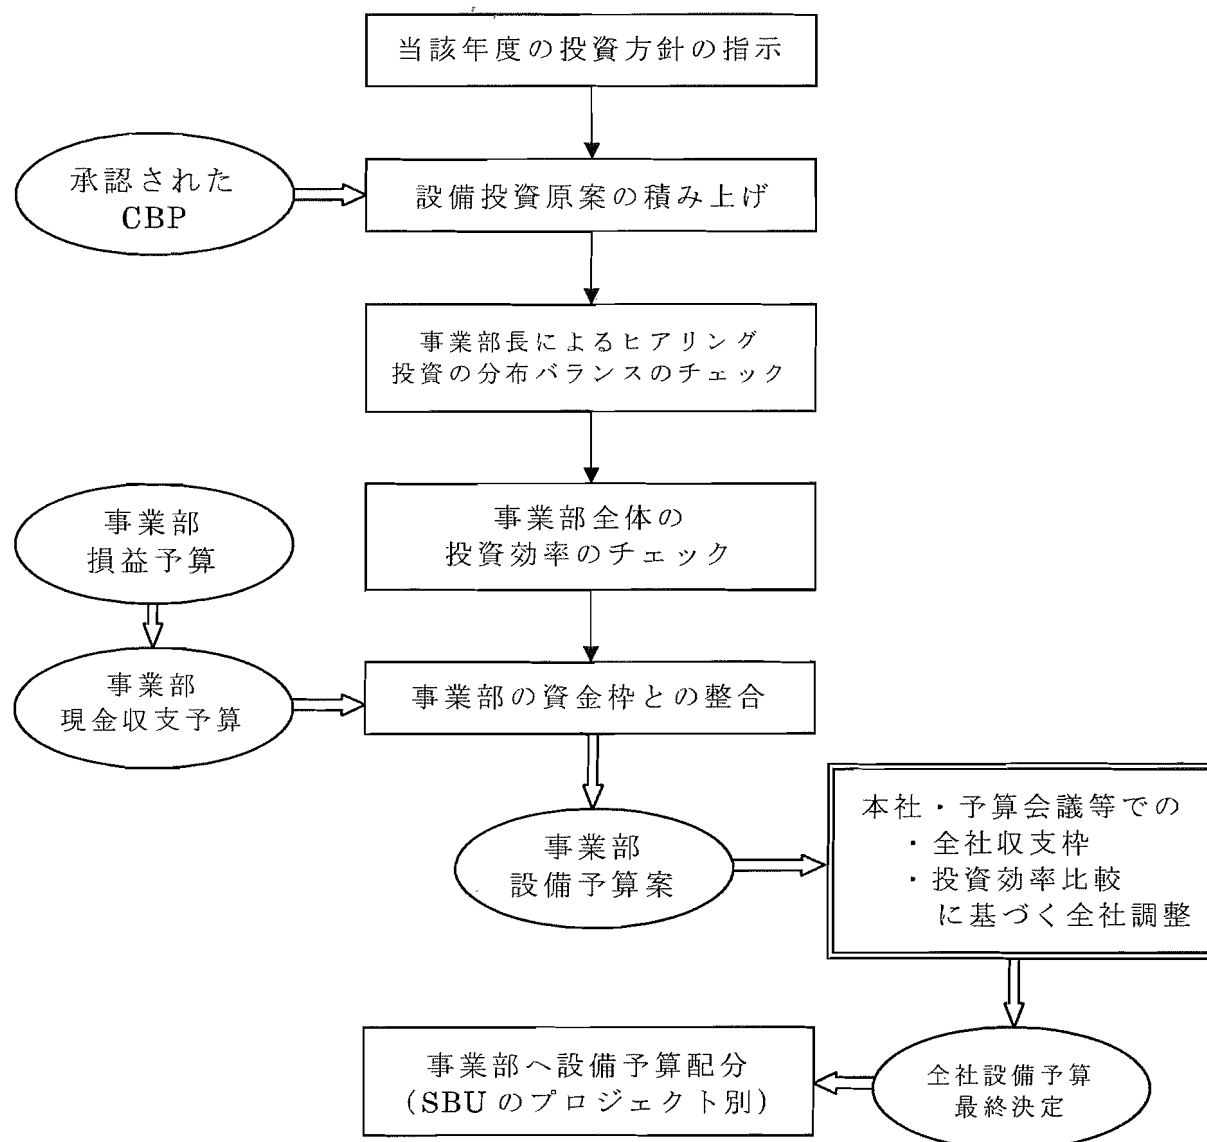 当該年度の投資方針の指示
承認された
CBP
設備投資原案の積み上げ
事業部長によるヒアリング
投資の分布バランスのチェック
事業部
損益予算
事業部全体の
投資効率のチェック
事業部
現金収支予算
事業部の資金枠との整合
事業部
設備予算案
本社・予算会議等での
・全社収支枠
・投資効率比較
に基づく全社調整
事業部へ設備予算配分
(SBUのプロジェクト別)
全社設備予算
最終決定